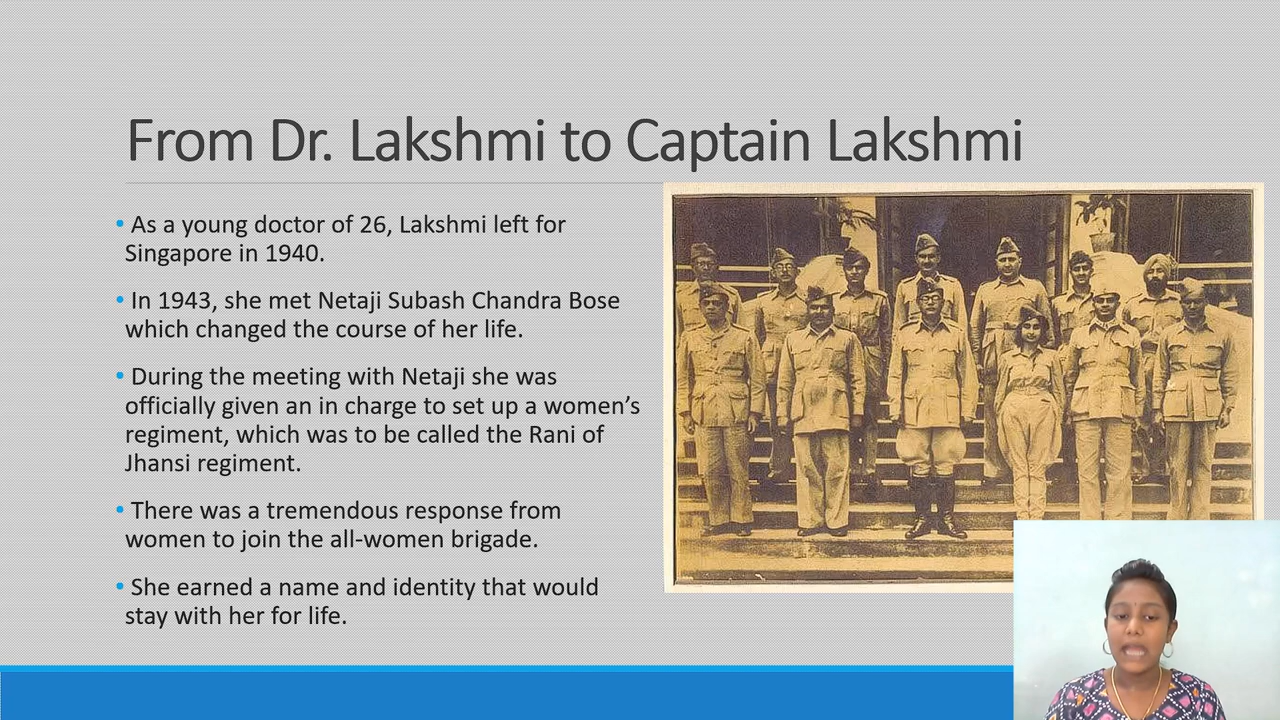 From Dr. Lakshmi to Captain Lakshmi
• As a young doctor of 26, Lakshmi left for
Singapore in 1940.
• In 1943, she met Netaji Subash Chandra Bose
which changed the course of her life.
• During the meeting with Netaji she was
officially given an in charge to set up a women’s
regiment, which was to be called the Rani of
Jhansi regiment.
• There was a tremendous response from
women to join the all-women brigade.
• She earned a name and identity that would
stay with her for life.